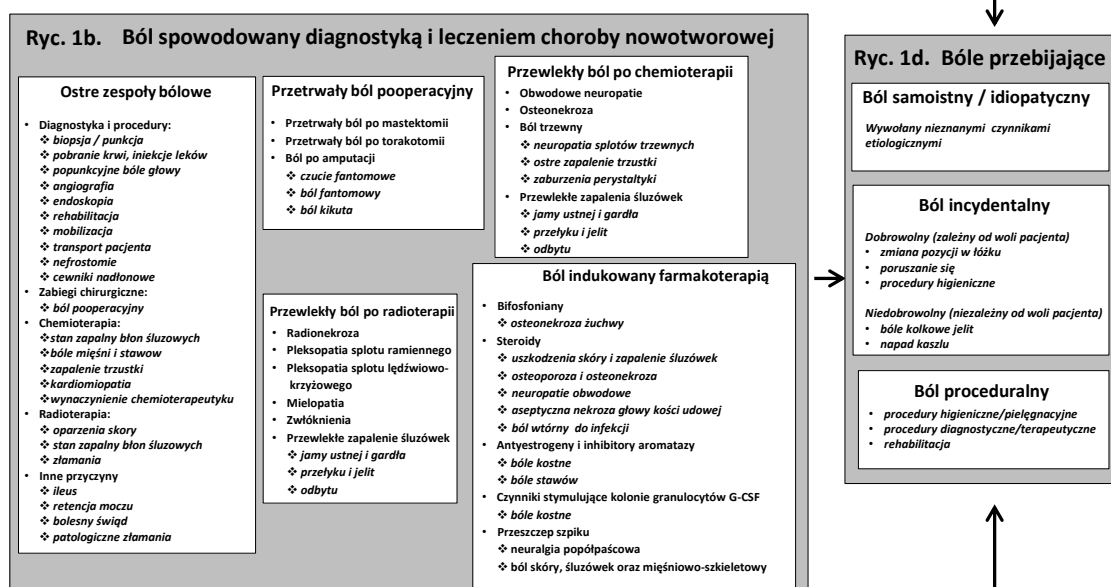 Ryc. 1b. Ból spowodowany diagnostyką i leczeniem choroby nowotworowej
Ostre zespoły bólowe
• Diagnostyka i procedury:
❖ biopsja / punkcja
❖ pobranie krwi, iniekcje leków
❖ popunkcyjne bóle głowy
❖ angiografia
❖ endoskopia
❖ rehabilitacja
❖ mobilizacja
❖ transport pacjenta
❖ nefrostomie
❖ cewniki nadłonowe
• Zabiegi chirurgiczne:
❖ ból pooperacyjny
• Chemioterapia:
❖stan zapalny błon śluzowych
❖bóle mięśni i stawow
❖zapalenie trzustki
❖kardiomiopatia
❖wynaczynienie chemioterapeutyku
• Radioterapia:
❖ oparzenia skory
❖ stan zapalny błon śluzowych
❖ złamania
• Inne przyczyny
❖ ileus
❖ retencja moczu
❖ bolesny świąd
❖ patologiczne złamania
Przetrwały ból pooperacyjny
• Przetrwały ból po mastektomii
• Przetrwały ból po torakotomii
• Ból po amputacji
❖ czucie fantomowe
❖ ból fantomowy
❖ ból kikuta
Przewlekły ból po radioterapii
• Radionekroza
• Pleksopatia splotu ramiennego
• Pleksopatia splotu lędźwiowo-
krzyżowego
• Mielopatia
• Zwłóknienia
• Przewlekłe zapalenie śluzówek
❖ jamy ustnej i gardła
❖ przełyku i jelit
❖ odbytu
Przewlekły ból po chemioterapii
• Obwodowe neuropatie
• Osteonekroza
• Ból trzewny
❖ neuropatia splotów trzewnych
❖ ostre zapalenie trzustki
❖ zaburzenia perystaltyki
• Przewlekłe zapalenia śluzówek
❖ jamy ustnej i gardła
❖ przełyku i jelit
❖ odbytu
Ból indukowany farmakoterapią
• Bifosfoniany
❖ osteonekroza żuchwy
• Steroidy
❖ uszkodzenia skóry i zapalenie śluzówek
❖ osteoporoza i osteonekroza
❖ neuropatie obwodowe
❖ aseptyczna nekroza głowy kości udowej
❖ ból wtórny do infekcji
• Antyestrogeny i inhibitory aromatazy
❖ bóle kostne
❖ bóle stawów
• Czynniki stymulujące kolonie granulocytów G-CSF
❖ bóle kostne
• Przeszczep szpiku
❖ neuralgia popółpaścowa
❖ ból skóry, śluzówek oraz mięśniowo-szkieletowy
Ryc. 1d. Bóle przebijające
Ból samoistny / idiopatyczny
Wywołany nieznanymi czynnikami
etiologicznymi
Ból incydentalny
Dobrowolny (zależny od woli pacjenta)
• zmiana pozycji w łóżku
• poruszanie się
• procedury higieniczne
Niedobrowolny (niezależny od woli pacjenta)
• bóle kolkowe jelit
• napad kaszlu
Ból proceduralny
• procedury higieniczne/pielęgnacyjne
• procedury diagnostyczne/terapeutyczne
• rehabilitacja